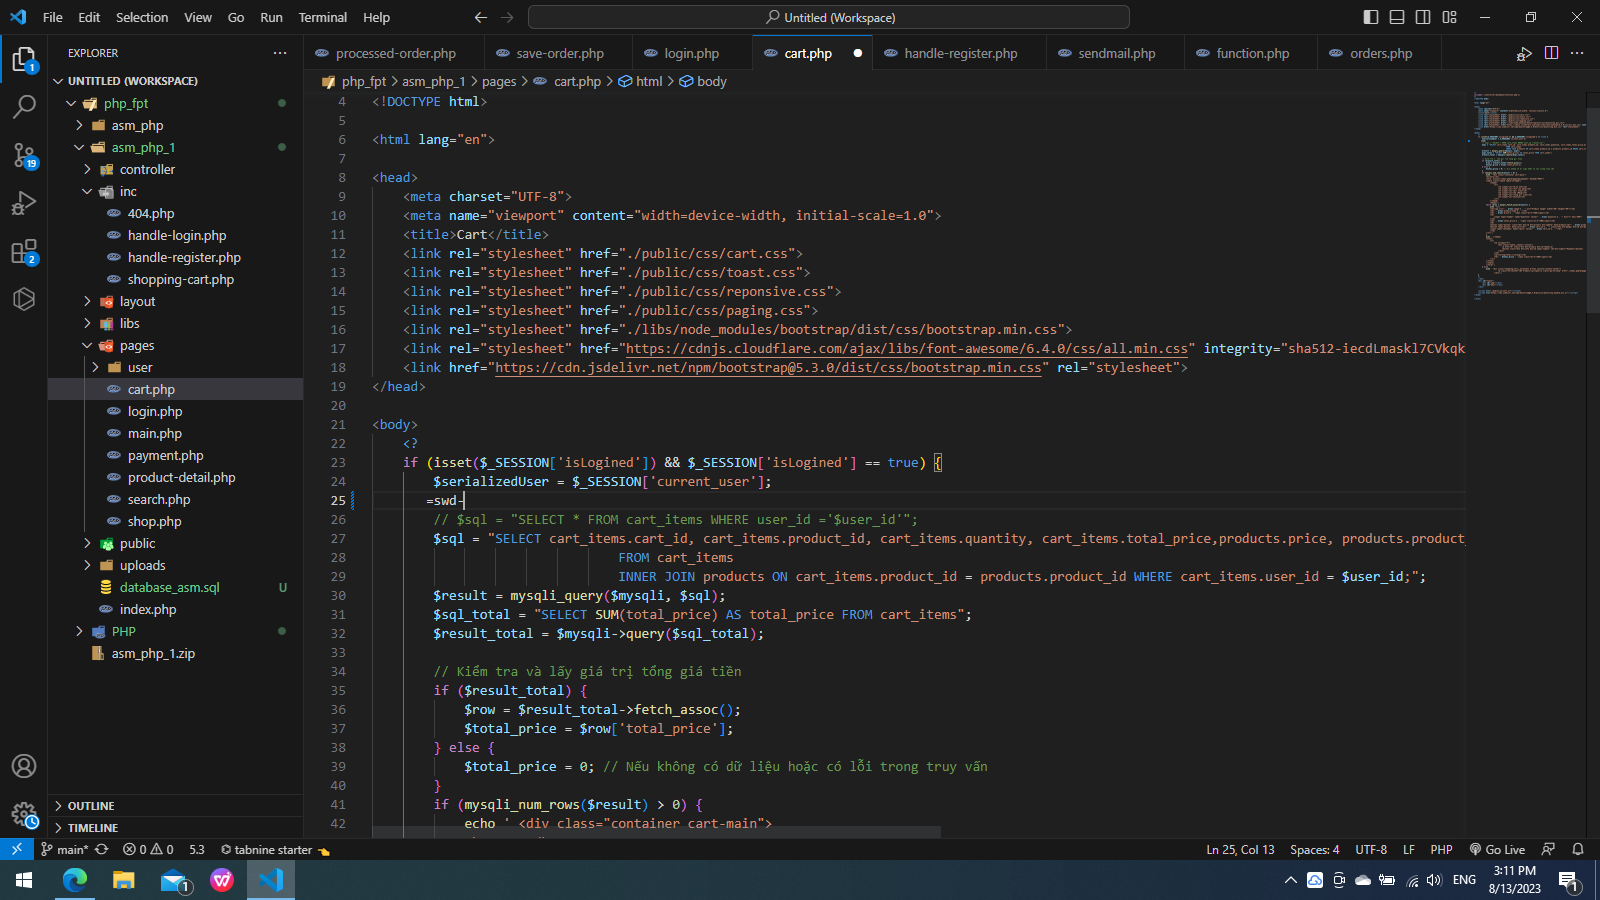 File Edit Selection View Go Run Terminal Help
Untitled (Workspace)
EXPLORER
processed-order.php
save-order.php
login.php
cart.php
handle-register.php
sendmail.php
function.php
orders.php
UNTITLED (WORKSPACE)
php_fpt
asm_php
asm_php_1
controller
inc
404.php
handle-login.php
handle-register.php
shopping-cart.php
layout
libs
pages
user
cart.php
login.php
main.php
payment.php
product-detail.php
search.php
shop.php
public
uploads
database_asm.sql U
index.php
PHP
asm_php_1.zip
OUTLINE
TIMELINE
1
19
2
php_fpt > asm_php_1 > pages > cart.php > html > body
4 <!DOCTYPE html>
5
6 <html lang="en">
7
8 <head>
9 <meta charset="UTF-8">
10 <meta name="viewport" content="width=device-width, initial-scale=1.0">
11 <title>Cart</title>
12 <link rel="stylesheet" href="./public/css/cart.css">
13 <link rel="stylesheet" href="./public/css/toast.css">
14 <link rel="stylesheet" href="./public/css/reponsive.css">
15 <link rel="stylesheet" href="./public/css/paging.css">
16 <link rel="stylesheet" href="./libs/node_modules/bootstrap/dist/css/bootstrap.min.css">
17 <link rel="stylesheet" href="https://cdnjs.cloudflare.com/ajax/libs/font-awesome/6.4.0/css/all.min.css" integrity="sha512-iecdLmaskl7CVkqk
18 <link href="https://cdn.jsdelivr.net/npm/bootstrap@5.3.0/dist/css/bootstrap.min.css" rel="stylesheet">
19 </head>
20
21 <body>
22 <?
23 if (isset($_SESSION['isLogined']) && $_SESSION['isLogined'] == true) {
24 $serializedUser = $_SESSION['current_user'];
25 =swd-
26 // $sql = "SELECT * FROM cart_items WHERE user_id ='$user_id'";
27 $sql = "SELECT cart_items.cart_id, cart_items.product_id, cart_items.quantity, cart_items.total_price,products.price, products.product_
28 FROM cart_items
29 INNER JOIN products ON cart_items.product_id = products.product_id WHERE cart_items.user_id = $user_id;";
30 $result = mysqli_query($mysqli, $sql);
31 $sql_total = "SELECT SUM(total_price) AS total_price FROM cart_items";
32 $result_total = $mysqli->query($sql_total);
33
34 // Kiểm tra và lấy giá trị tổng giá tiền
35 if ($result_total) {
36 $row = $result_total->fetch_assoc();
37 $total_price = $row['total_price'];
38 } else {
39 $total_price = 0; // Nếu không có dữ liệu hoặc có lỗi trong truy vấn
40 }
41 if (mysqli_num_rows($result) > 0) {
42 echo ' <div class="container cart-main">
main* 0 0 5.3 tabnine starter
Ln 25, Col 13 Spaces: 4 UTF-8 LF PHP Go Live
1
ENG
3:11 PM
8/13/2023
1